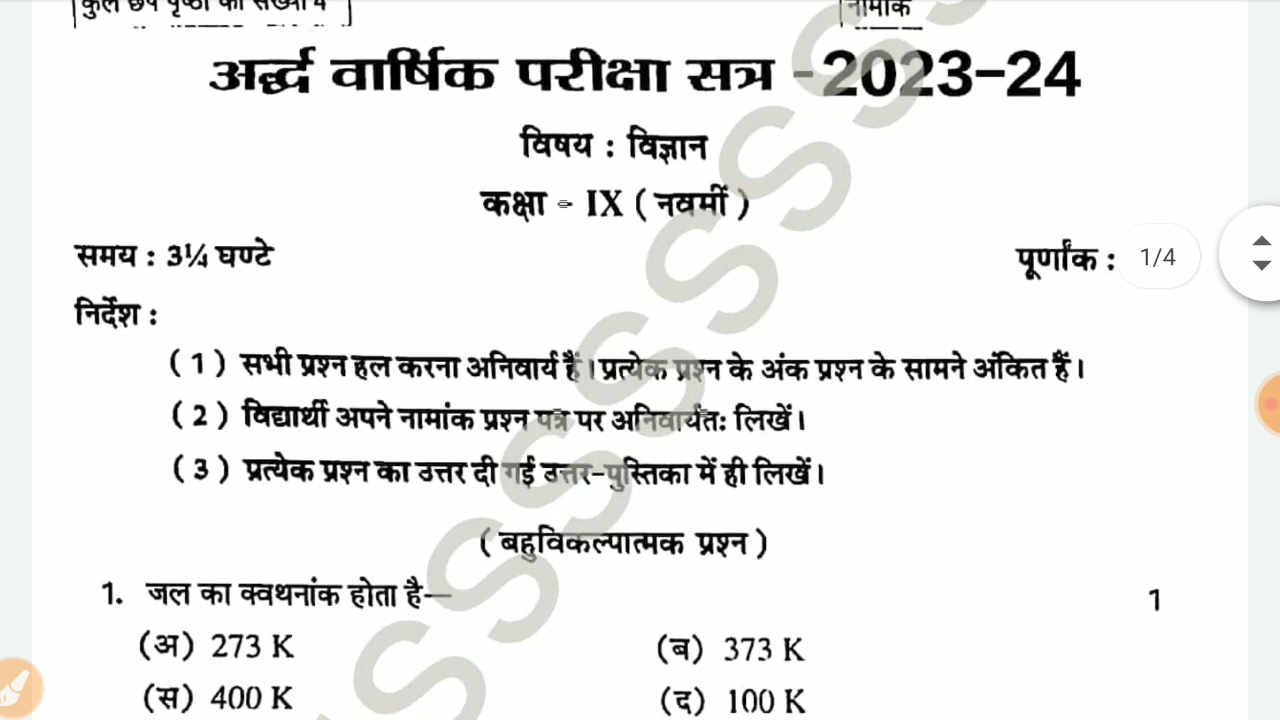 कुल छपे पृष्ठों की संख्या 4
नामांक
अर्द्ध वार्षिक परीक्षा सत्र -2023-24
विषय : विज्ञान
कक्षा - IX ( नवमीं )
समय : 3¼ घण्टे
पूर्णांक :
1/4
निर्देश :
( 1 ) सभी प्रश्न हल करना अनिवार्य हैं। प्रत्येक प्रश्न के अंक प्रश्न के सामने अंकित हैं।
( 2 ) विद्यार्थी अपने नामांक प्रश्न पत्र पर अनिवार्यतः लिखें।
( 3 ) प्रत्येक प्रश्न का उत्तर दी गई उत्तर-पुस्तिका में ही लिखें।
( बहुविकल्पात्मक प्रश्न )
1. जल का क्वथनांक होता है— 1
(अ) 273 K (ब) 373 K
(स) 400 K (द) 100 K